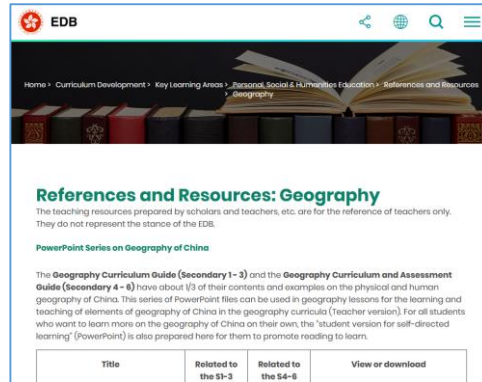 EDB
Home > Curriculum Development > Key Learning Areas > Personal, Social & Humanities Education > References and Resources
> Geography
References and Resources: Geography
The teaching resources prepared by scholars and teachers, etc. are for the reference of teachers only.
They do not represent the stance of the EDB.
PowerPoint Series on Geography of China
The Geography Curriculum Guide (Secondary 1 - 3) and the Geography Curriculum and Assessment
Guide (Secondary 4 - 6) have about 1/3 of their contents and examples on the physical and human
geography of China. This series of PowerPoint files can be used in geography lessons for the learning and
teaching of elements of geography of China in the geography curricula (Teacher version). For all students
who want to learn more on the geography of China on their own, the "student version for self-directed
learning" (PowerPoint) is also prepared here for them to promote reading to learn.
Title Related to Related to View or download
the S1-3 the S4-6